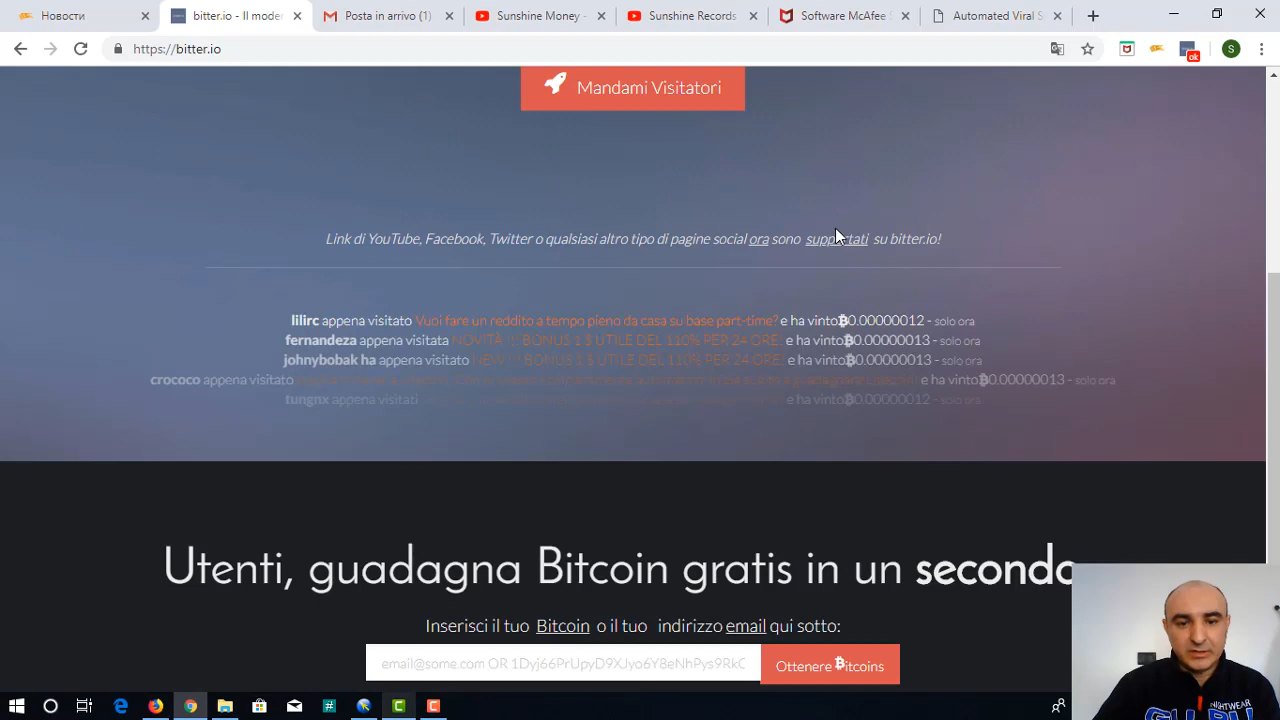 Новости
bitter.io - Il moder
Posta in arrivo (1)
Sunshine Money -
Sunshine Records
Software McAfee S
Automated Viral S
https://bitter.io
ok
S
Mandami Visitatori
Link di YouTube, Facebook, Twitter o qualsiasi altro tipo di pagine social ora sono supportati su bitter.io!
lilirc appena visitato Vuoi fare un reddito a tempo pieno da casa su base part-time? e ha vinto₿0.00000012 - solo ora
fernandeza appena visitata NOVITÀ !!! BONUS 1 $ UTILE DEL 110% PER 24 ORE! e ha vinto₿0.00000013 - solo ora
johnybobak ha appena visitato NEW !!! BONUS 1 $ UTILE DEL 110% PER 24 ORE! e ha vinto₿0.00000013 - solo ora
crococo appena visitato e ha vinto₿0.00000013 - solo ora
tungnx appena visitati e ha vinto₿0.00000012 - solo ora
Utenti, guadagna Bitcoin gratis in un secondo
Inserisci il tuo Bitcoin o il tuo indirizzo email qui sotto:
email@some.com OR 1Dyj66PrUpyD9XJyo6Y8eNhPys9RkC
Ottenere ₿itcoins
NIGHTWEAR
GURU